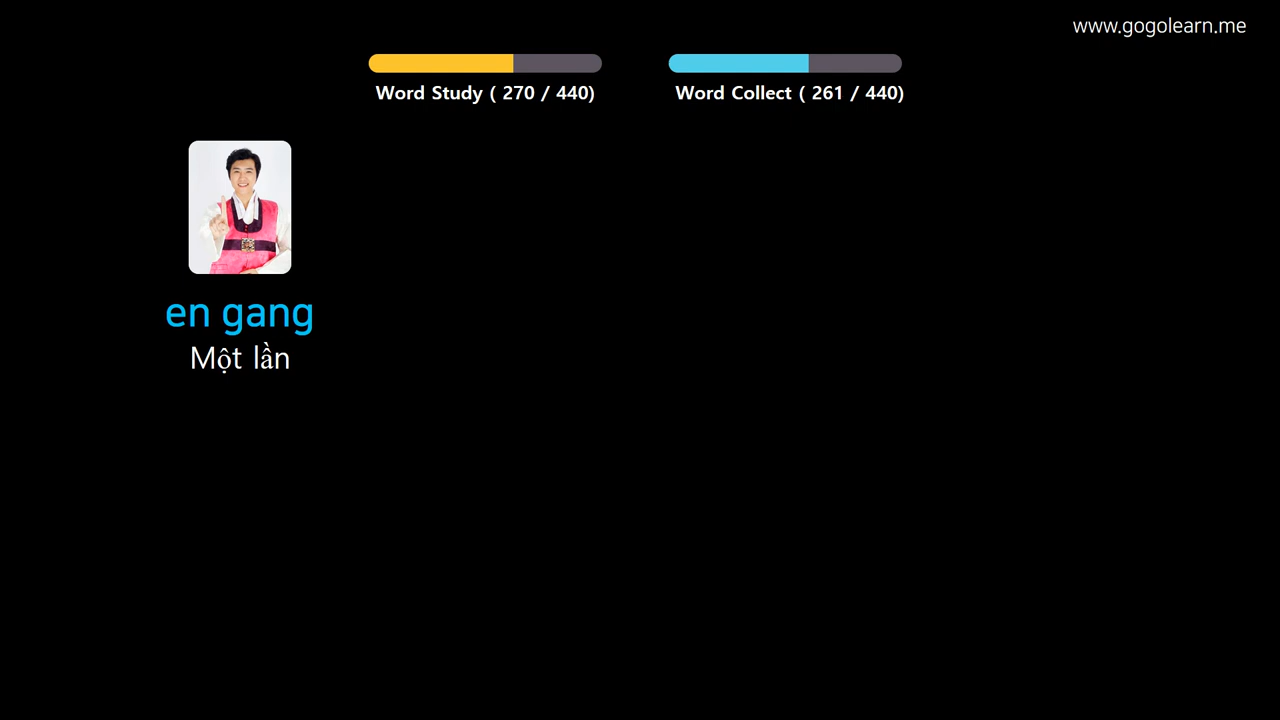 www.gogolearn.me
Word Study ( 270 / 440)
Word Collect ( 261 / 440)
en gang
Một lần